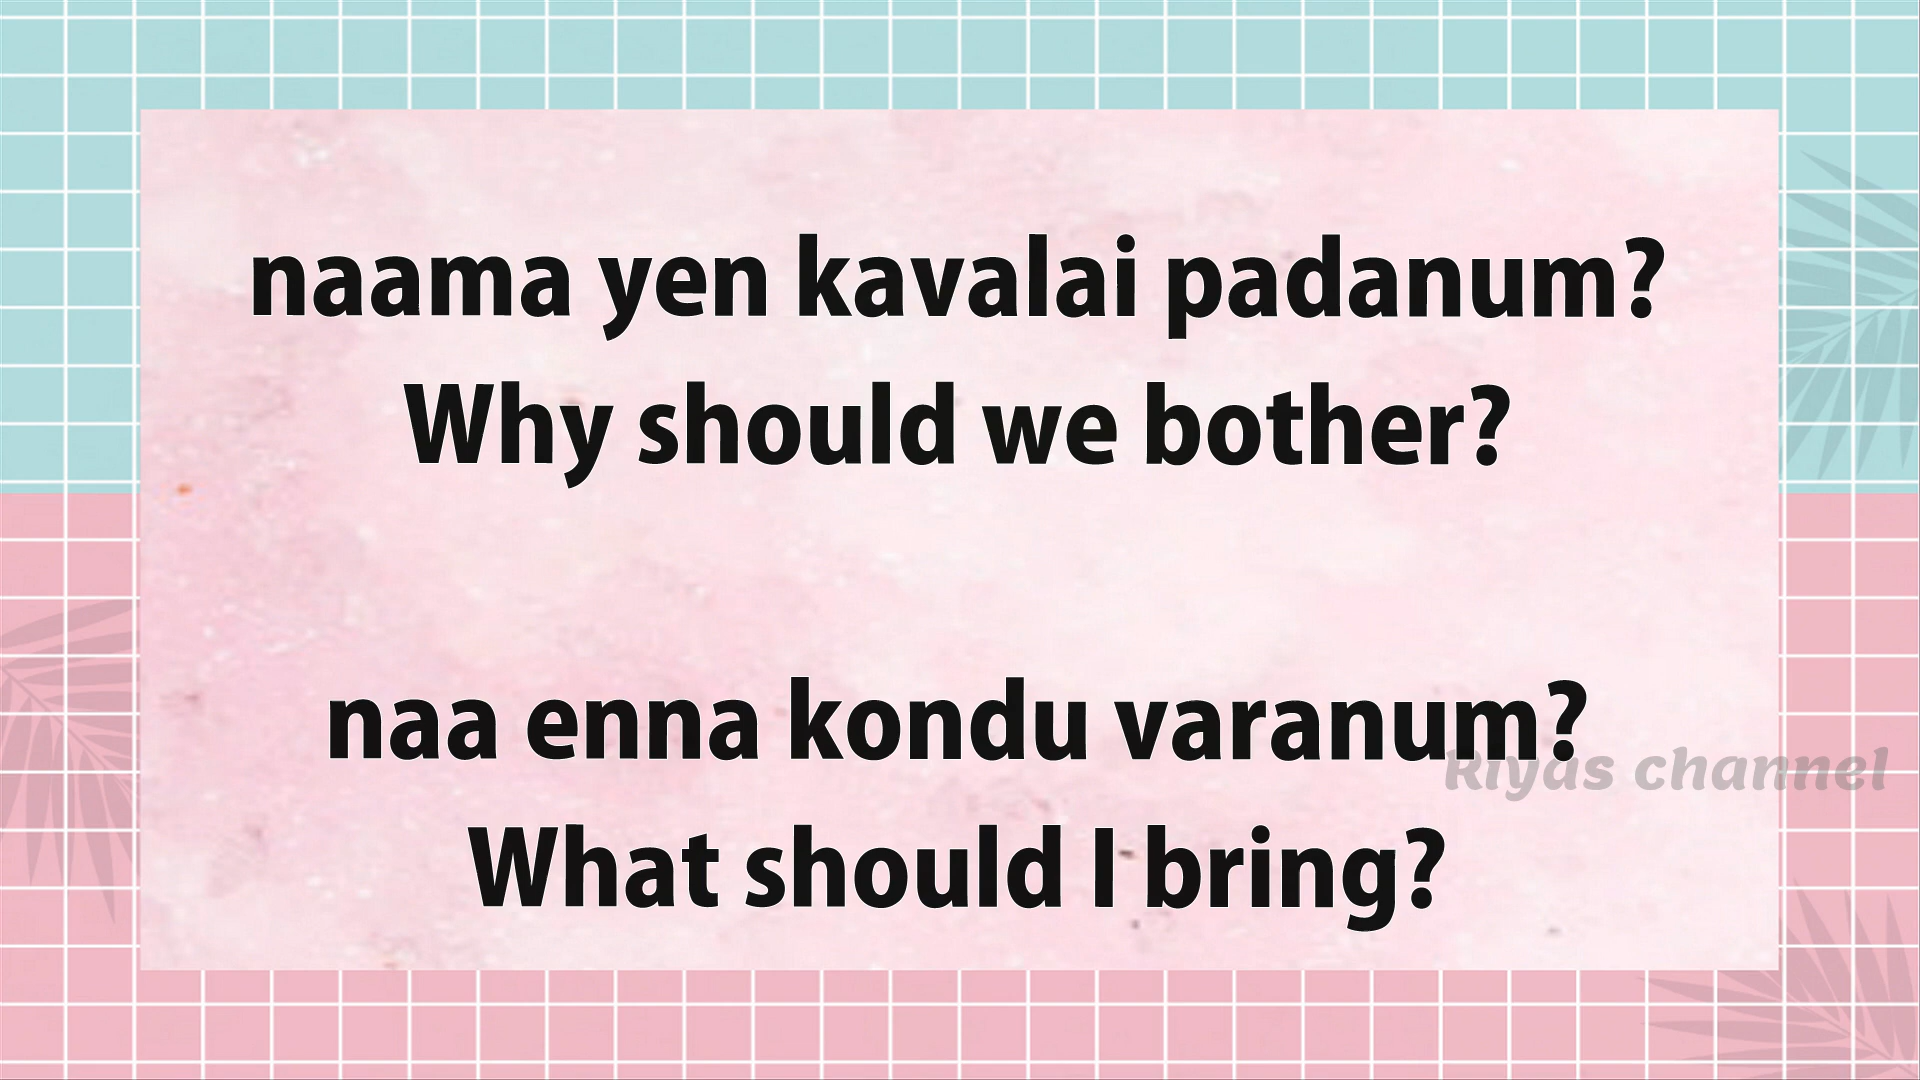 naama yen kavalai padanum?
Why should we bother?
naa enna kondu varanum?
Riyas channel
What should I bring?